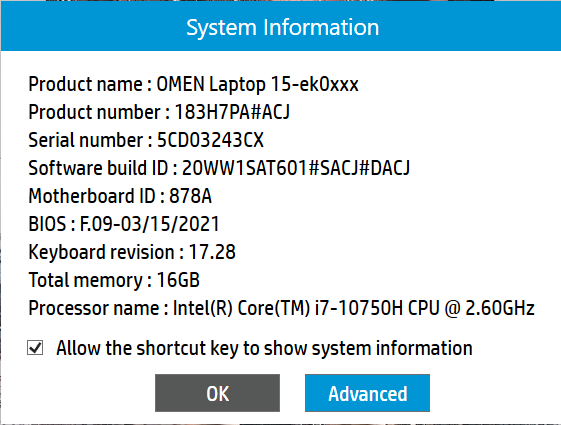 System Information
Product name : OMEN Laptop 15-ek0xxx
Product number : 183H7PA#ACJ
Serial number : 5CD03243CX
Software build ID : 20WW1SAT601#SACJ#DACJ
Motherboard ID : 878A
BIOS : F.09-03/15/2021
Keyboard revision : 17.28
Total memory : 16GB
Processor name : Intel(R) Core(TM) i7-10750H CPU @ 2.60GHz
Allow the shortcut key to show system information
OK
Advanced